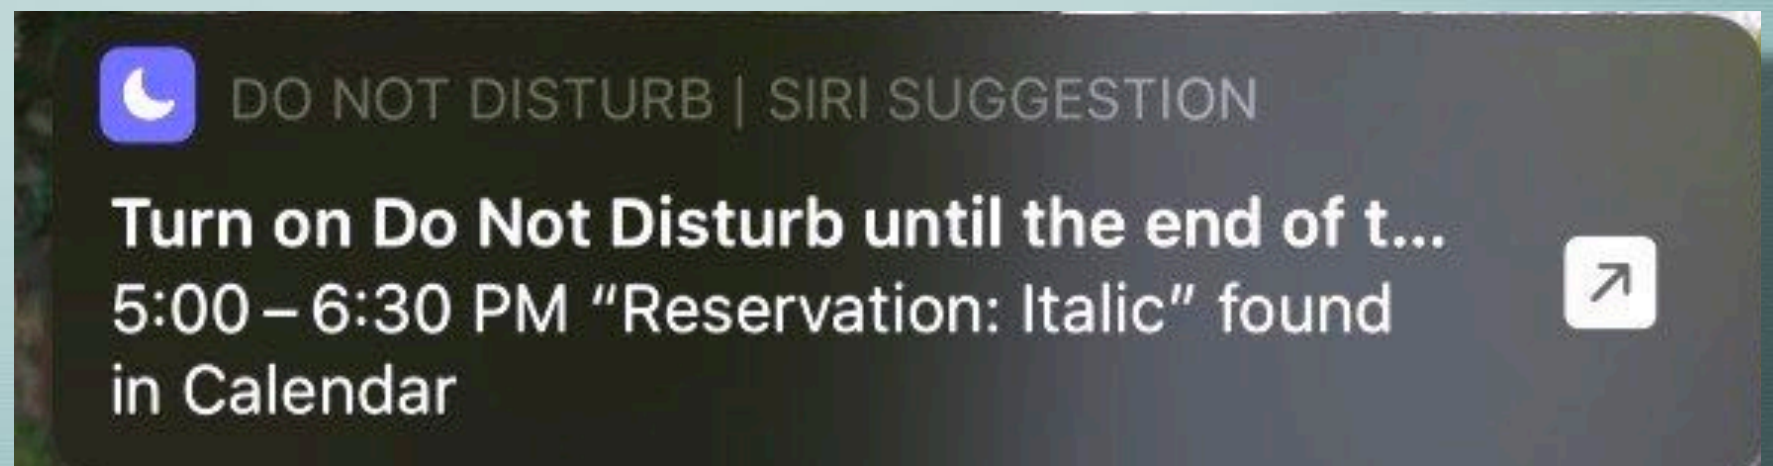 DO NOT DISTURB | SIRI SUGGESTION
Turn on Do Not Disturb until the end of t...
5:00 – 6:30 PM “Reservation: Italic” found
in Calendar